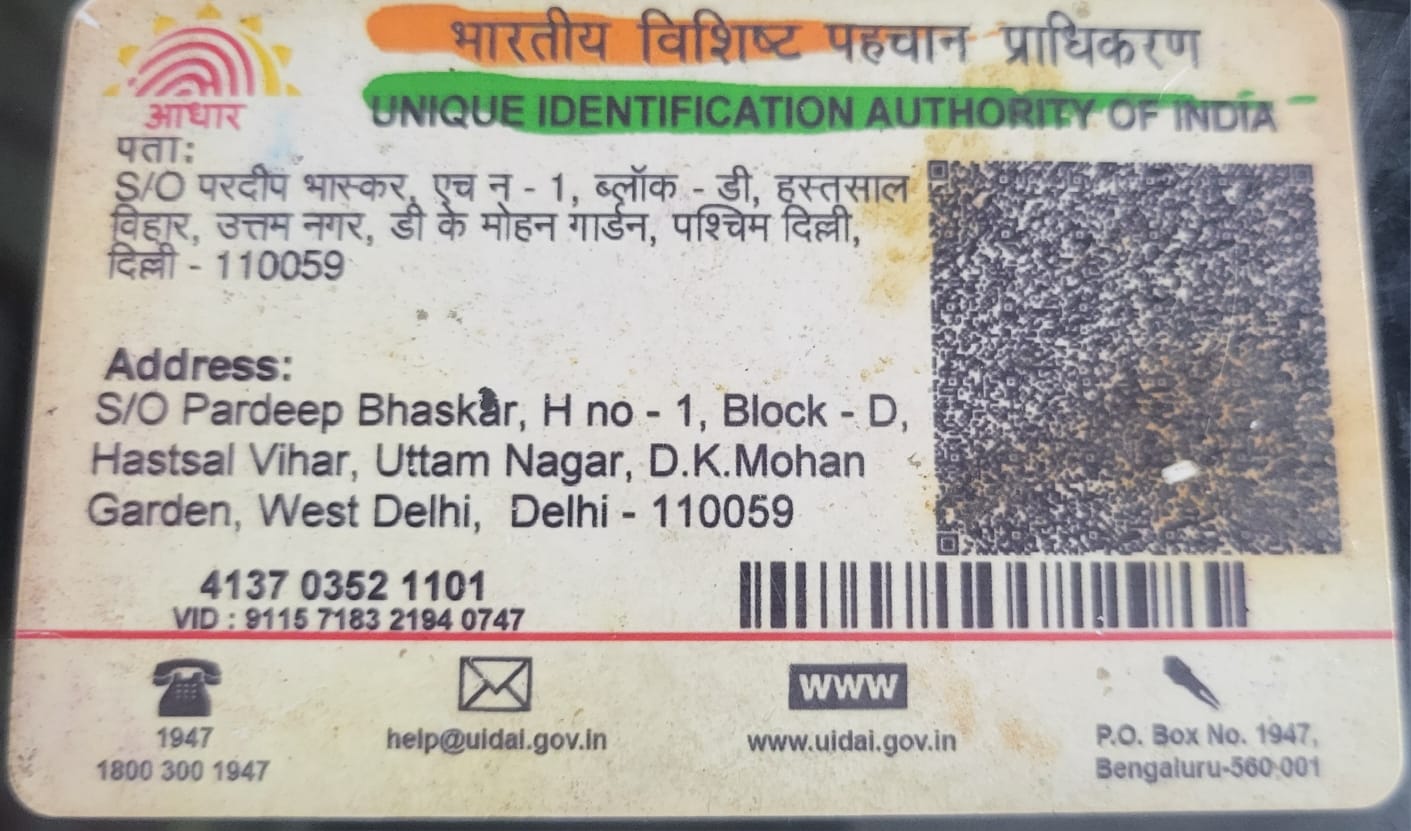 भारतीय विशिष्ट पहचान प्राधिकरण
UNIQUE IDENTIFICATION AUTHORITY OF INDIA
आधार
पता:
S/O परदीप भास्कर, एच न - 1, ब्लॉक - डी, हस्तसाल
विहार, उत्तम नगर, डी के मोहन गार्डन, पश्चिम दिल्ली,
दिल्ली - 110059
Address:
S/O Pardeep Bhaskar, H no - 1, Block - D,
Hastsal Vihar, Uttam Nagar, D.K.Mohan
Garden, West Delhi, Delhi - 110059
4137 0352 1101
VID : 9115 7183 2194 0747
1947
1800 300 1947
help@uidai.gov.in
WWW
www.uidai.gov.in
P.O. Box No. 1947,
Bengaluru-560 001